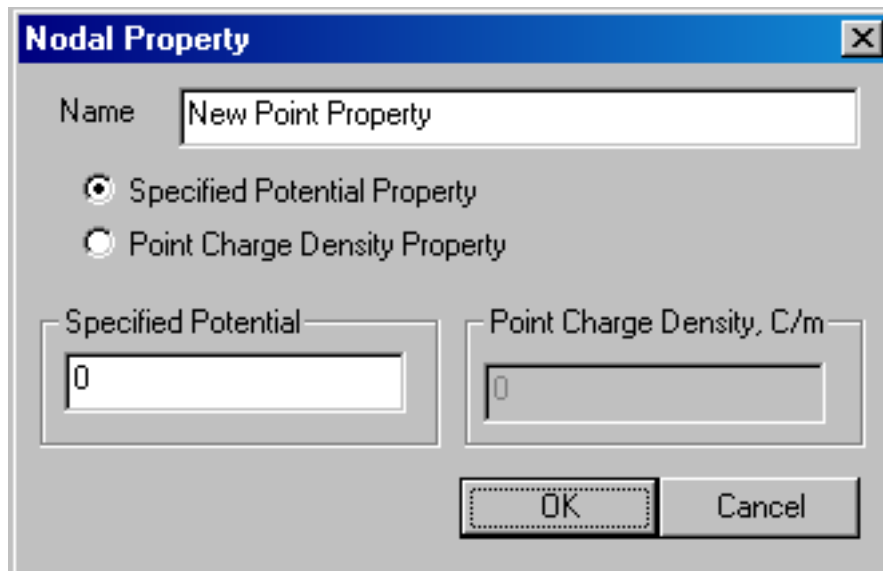 Nodal Property
Name New Point Property
Specified Potential Property
Point Charge Density Property
Specified Potential Point Charge Density, C/m
0 0
OK Cancel